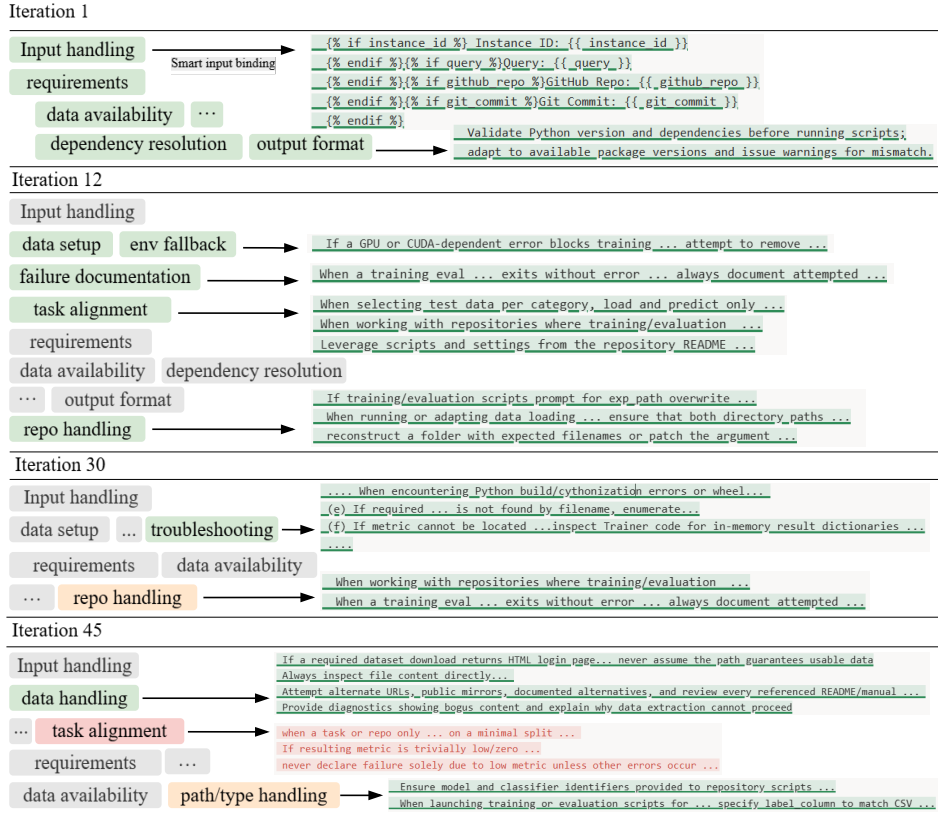 Iteration 1
Input handling
Smart input binding
{% if instance_id %} Instance ID: {{ instance_id }}
{% endif %}{% if query %}Query: {{ query }}
{% endif %}{% if github_repo %}GitHub Repo: {{ github_repo }}
{% endif %}{% if git_commit %}Git Commit: {{ git_commit }}
{% endif %}
requirements
data availability ...
dependency resolution output format
Validate Python version and dependencies before running scripts;
adapt to available package versions and issue warnings for mismatch.
Iteration 12
Input handling
data setup env fallback
If a GPU or CUDA-dependent error blocks training ... attempt to remove ...
failure documentation
When a training eval ... exits without error ... always document attempted ...
task alignment
When selecting test data per category, load and predict only ...
When working with repositories where training/evaluation ...
Leverage scripts and settings from the repository README ...
requirements
data availability dependency resolution
... output format
repo handling
If training/evaluation scripts prompt for exp_path overwrite ...
When running or adapting data loading ... ensure that both directory paths ...
reconstruct a folder with expected filenames or patch the argument ...
Iteration 30
Input handling
data setup ... troubleshooting
.... When encountering Python build/cythonization errors or wheel...
(e) If required ... is not found by filename, enumerate...
(f) If metric cannot be located ...inspect Trainer code for in-memory result dictionaries ...
....
requirements data availability
... repo handling
When working with repositories where training/evaluation ...
When a training eval ... exits without error ... always document attempted ...
Iteration 45
Input handling
data handling
If a required dataset download returns HTML login page... never assume the path guarantees usable data
Always inspect file content directly...
Attempt alternate URLs, public mirrors, documented alternatives, and review every referenced README/manual ...
Provide diagnostics showing bogus content and explain why data extraction cannot proceed
... task alignment
when a task or repo only ... on a minimal split ...
If resulting metric is trivially low/zero ...
never declare failure solely due to low metric unless other errors occur ...
requirements ...
data availability path/type handling
Ensure model and classifier identifiers provided to repository scripts ...
When launching training or evaluation scripts for ... specify label_column to match CSV ...